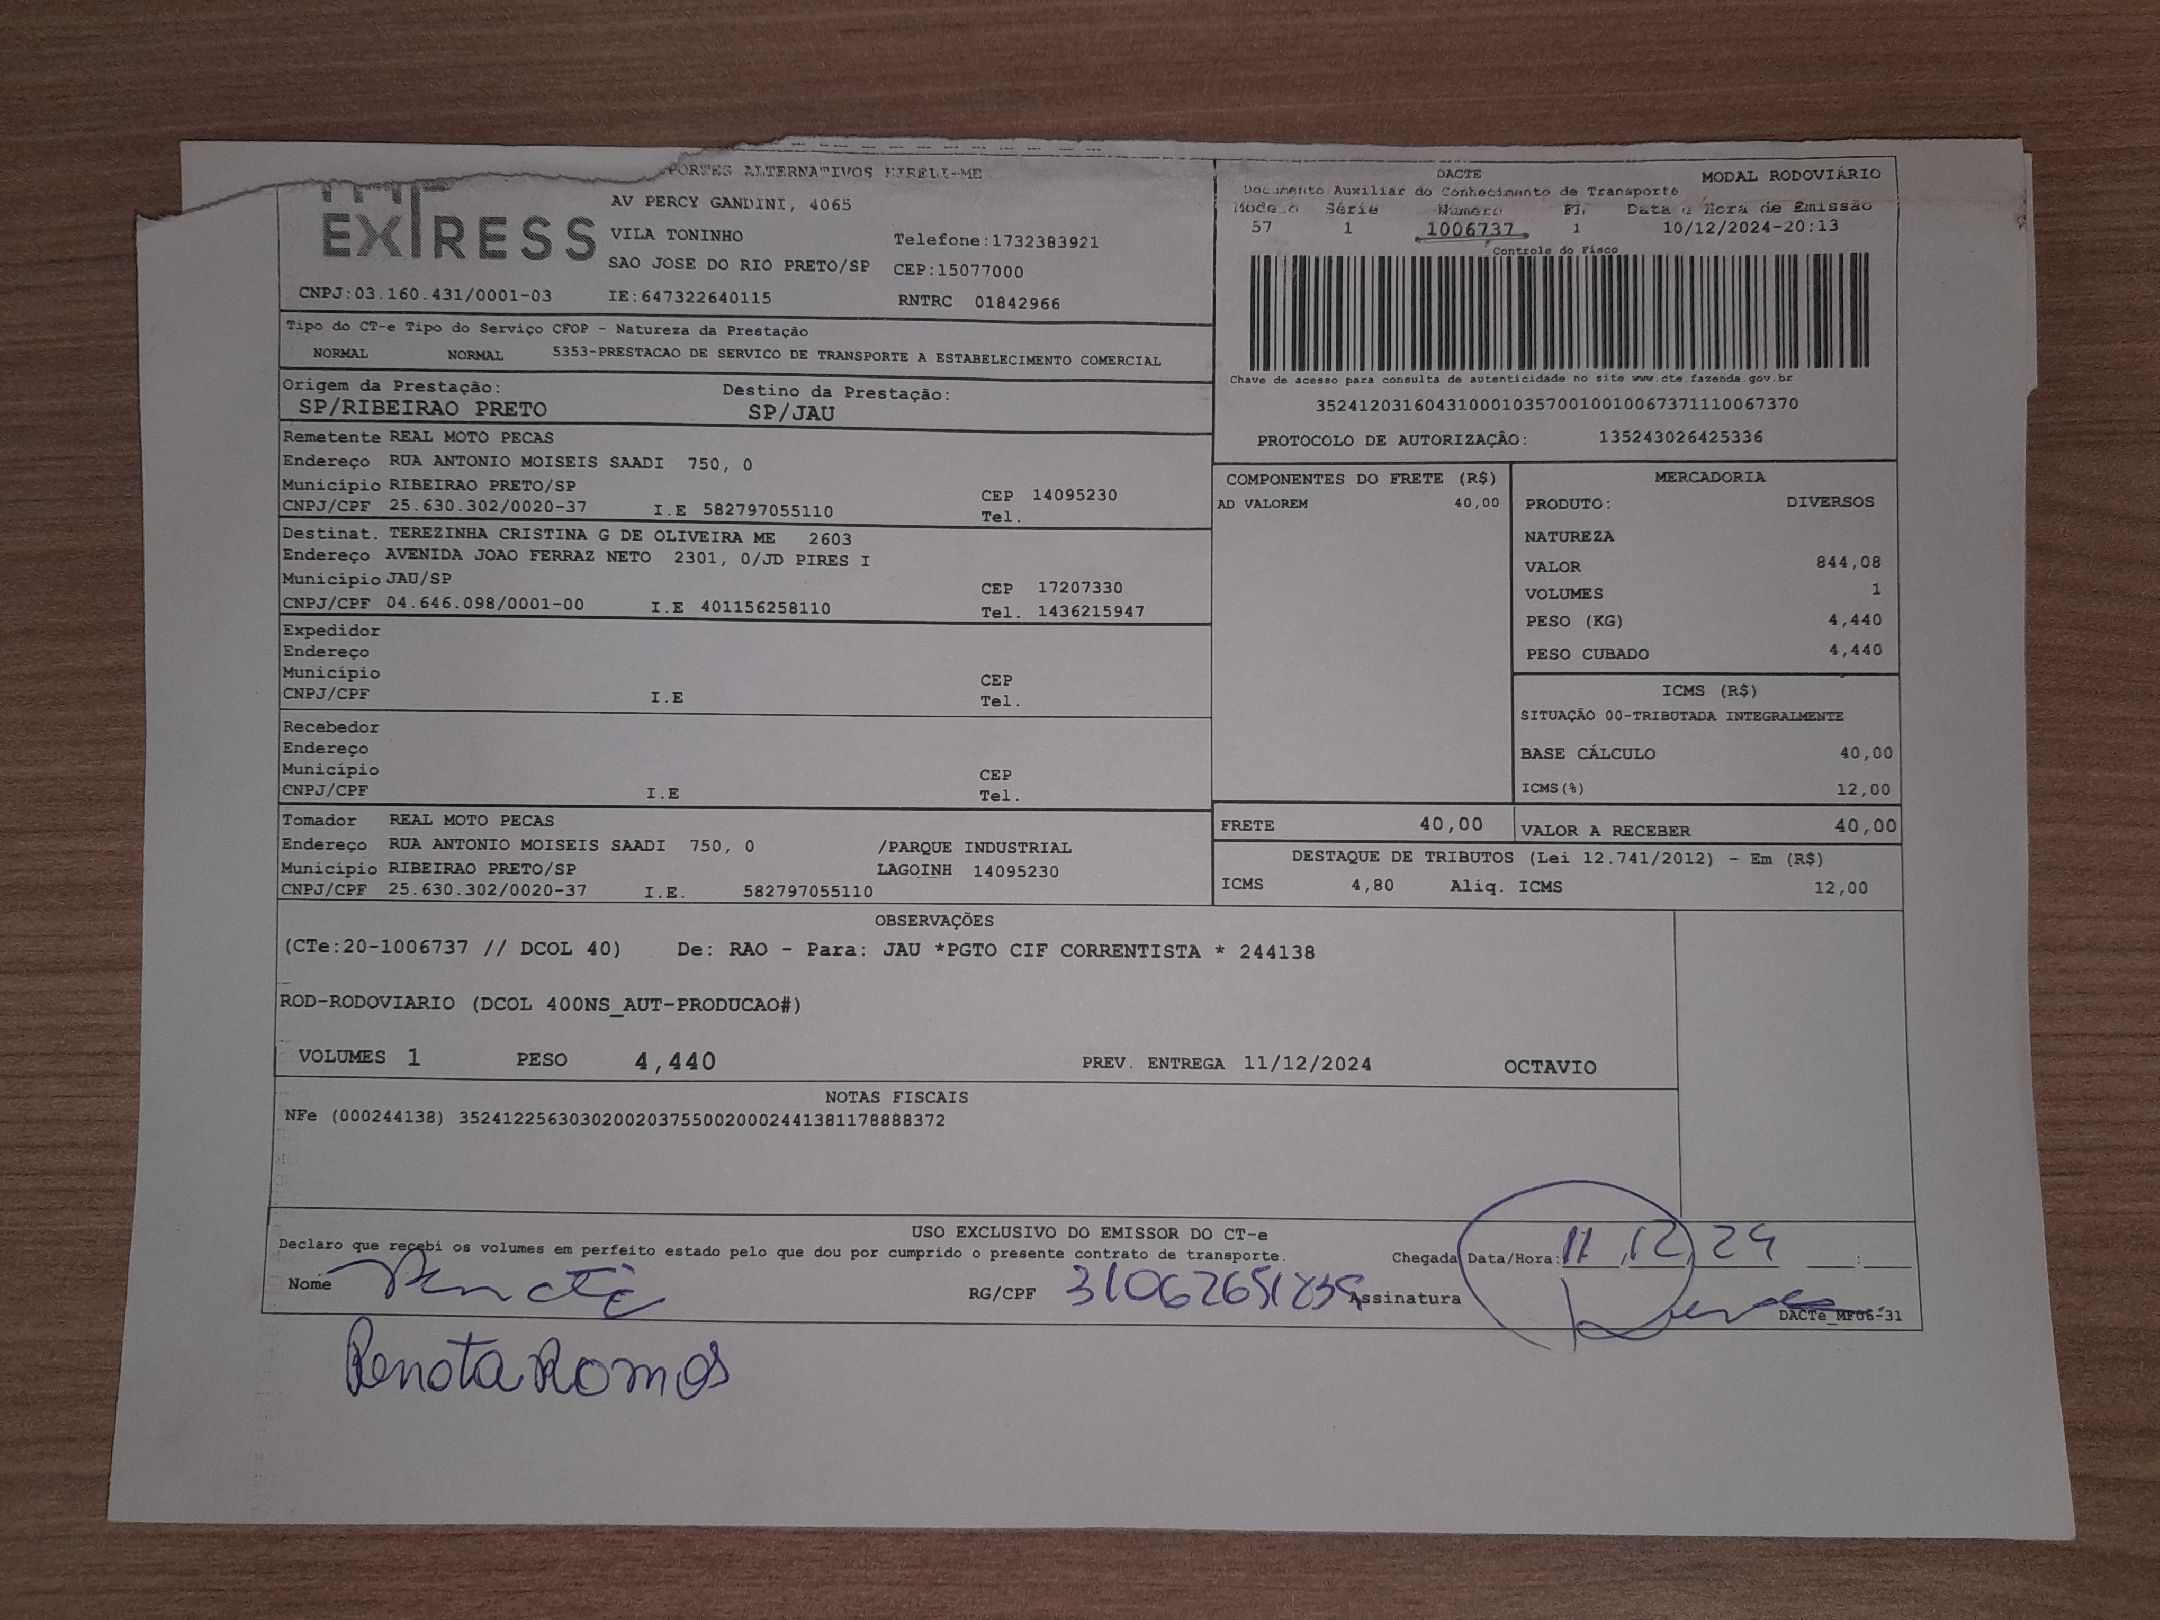 PORTES ALTERNATIVOS EIRELI-ME
EXPRESS
AV PERCY GANDINI, 4065
VILA TONINHO Telefone:1732383921
SAO JOSE DO RIO PRETO/SP CEP:15077000
CNPJ:03.160.431/0001-03 IE:647322640115 RNTRC 01842966
DACTE MODAL RODOVIÁRIO
Documento Auxiliar do Conhecimento de Transporte
Modelo Série Número Fl. Data e Hora de Emissão
57 1 1006737 1 10/12/2024-20:13
Controle do Fisco
Chave de acesso para consulta de autenticidade no site www.cte.fazenda.gov.br
35241203160431000103570010010067371110067370
PROTOCOLO DE AUTORIZAÇÃO: 135243026425336
Tipo do CT-e Tipo do Serviço CFOP - Natureza da Prestação
NORMAL NORMAL 5353-PRESTACAO DE SERVICO DE TRANSPORTE A ESTABELECIMENTO COMERCIAL
Origem da Prestação: Destino da Prestação:
SP/RIBEIRAO PRETO SP/JAU
Remetente REAL MOTO PECAS
Endereço RUA ANTONIO MOISEIS SAADI 750, 0
Município RIBEIRAO PRETO/SP CEP 14095230
CNPJ/CPF 25.630.302/0020-37 I.E 582797055110 Tel.
Destinat. TEREZINHA CRISTINA G DE OLIVEIRA ME 2603
Endereço AVENIDA JOAO FERRAZ NETO 2301, 0/JD PIRES I
Município JAU/SP CEP 17207330
CNPJ/CPF 04.646.098/0001-00 I.E 401156258110 Tel. 1436215947
Expedidor
Endereço
Município CEP
CNPJ/CPF I.E Tel.
Recebedor
Endereço
Município CEP
CNPJ/CPF I.E Tel.
Tomador REAL MOTO PECAS
Endereço RUA ANTONIO MOISEIS SAADI 750, 0 /PARQUE INDUSTRIAL
Município RIBEIRAO PRETO/SP LAGOINH 14095230
CNPJ/CPF 25.630.302/0020-37 I.E. 582797055110
COMPONENTES DO FRETE (R$)
AD VALOREM 40,00
MERCADORIA
PRODUTO: DIVERSOS
NATUREZA
VALOR 844,08
VOLUMES 1
PESO (KG) 4,440
PESO CUBADO 4,440
ICMS (R$)
SITUAÇÃO 00-TRIBUTADA INTEGRALMENTE
BASE CÁLCULO 40,00
ICMS(%) 12,00
FRETE 40,00 VALOR A RECEBER 40,00
DESTAQUE DE TRIBUTOS (Lei 12.741/2012) - Em (R$)
ICMS 4,80 Aliq. ICMS 12,00
OBSERVAÇÕES
(CTe:20-1006737 // DCOL 40) De: RAO - Para: JAU *PGTO CIF CORRENTISTA * 244138
ROD-RODOVIARIO (DCOL 400NS_AUT-PRODUCAO#)
VOLUMES 1 PESO 4,440 PREV. ENTREGA 11/12/2024 OCTAVIO
NOTAS FISCAIS
NFe (000244138) 35241225630302002037550020002441381178888372
USO EXCLUSIVO DO EMISSOR DO CT-e
Declaro que recebi os volumes em perfeito estado pelo que dou por cumprido o presente contrato de transporte. Chegada Data/Hora: 11 12 24 :
Nome RG/CPF Assinatura
DACTe_MF06-31
Renata Romos